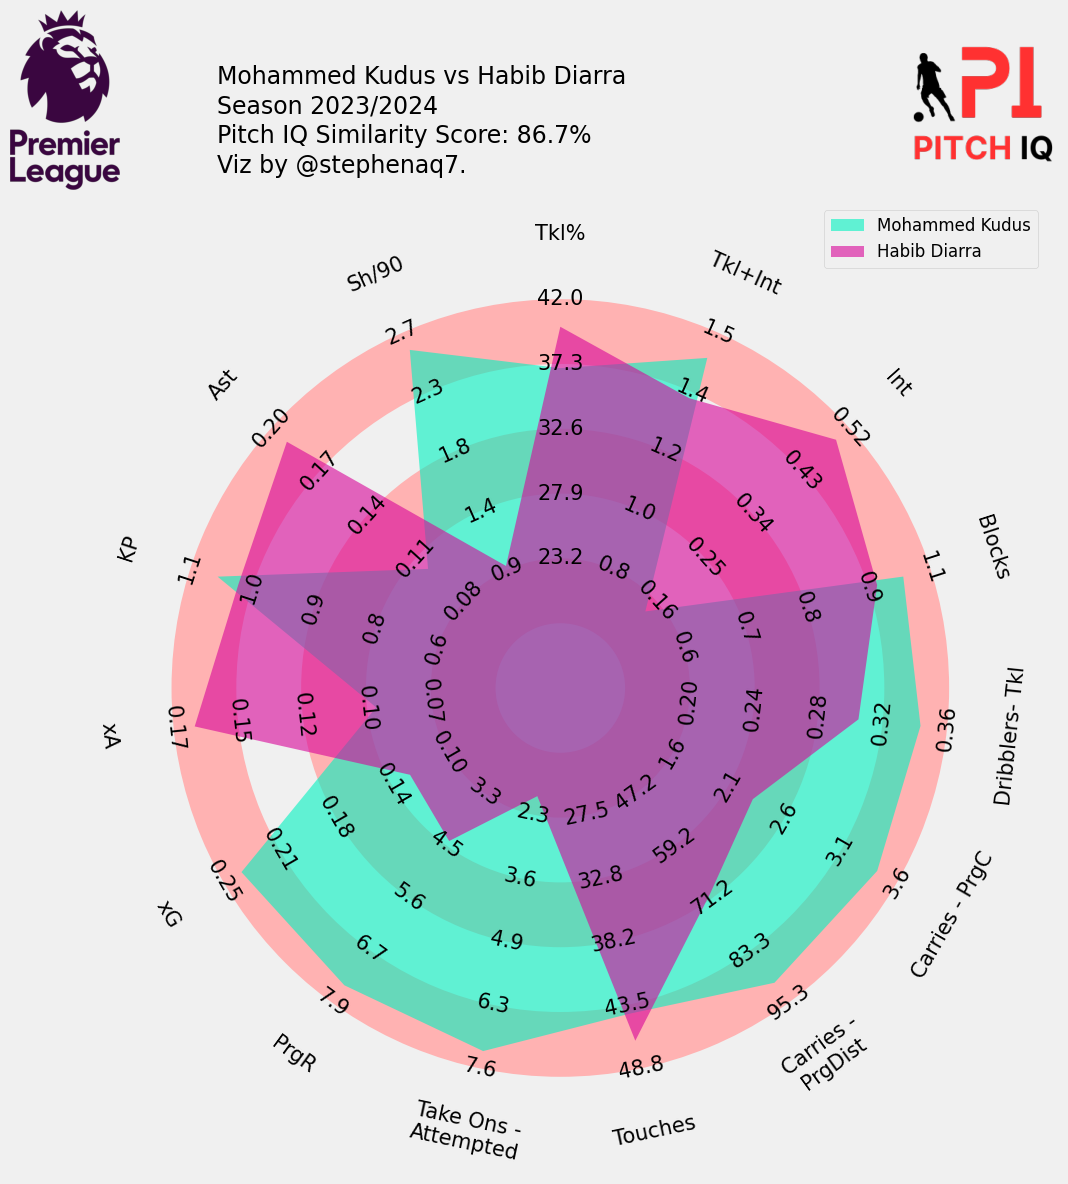 Mohammed Kudus vs Habib Diarra
Season 2023/2024
Pitch IQ Similarity Score: 86.7%
Viz by @stephenaq7.
Premier
League
PI
PITCH IQ
Mohammed Kudus
Habib Diarra
Tkl%
42.0
37.3
32.6
27.9
23.2
Tkl+Int
1.5
1.4
1.2
1.0
0.8
Int
0.52
0.43
0.34
0.25
0.16
Blocks
1.1
0.9
0.8
0.7
0.6
Dribblers- Tkl
0.36
0.32
0.28
0.24
0.20
Carries - PrgC
3.6
3.1
2.6
2.1
1.6
Carries -
PrgDist
95.3
83.3
71.2
59.2
47.2
Touches
48.8
43.5
38.2
32.8
27.5
Take Ons -
Attempted
7.6
6.3
4.9
3.6
2.3
PrgR
7.9
6.7
5.6
4.5
3.3
xG
0.25
0.21
0.18
0.14
0.10
xA
0.17
0.15
0.12
0.10
0.07
KP
1.1
1.0
0.9
0.8
0.6
Ast
0.20
0.17
0.14
0.11
0.08
Sh/90
2.7
2.3
1.8
1.4
0.9